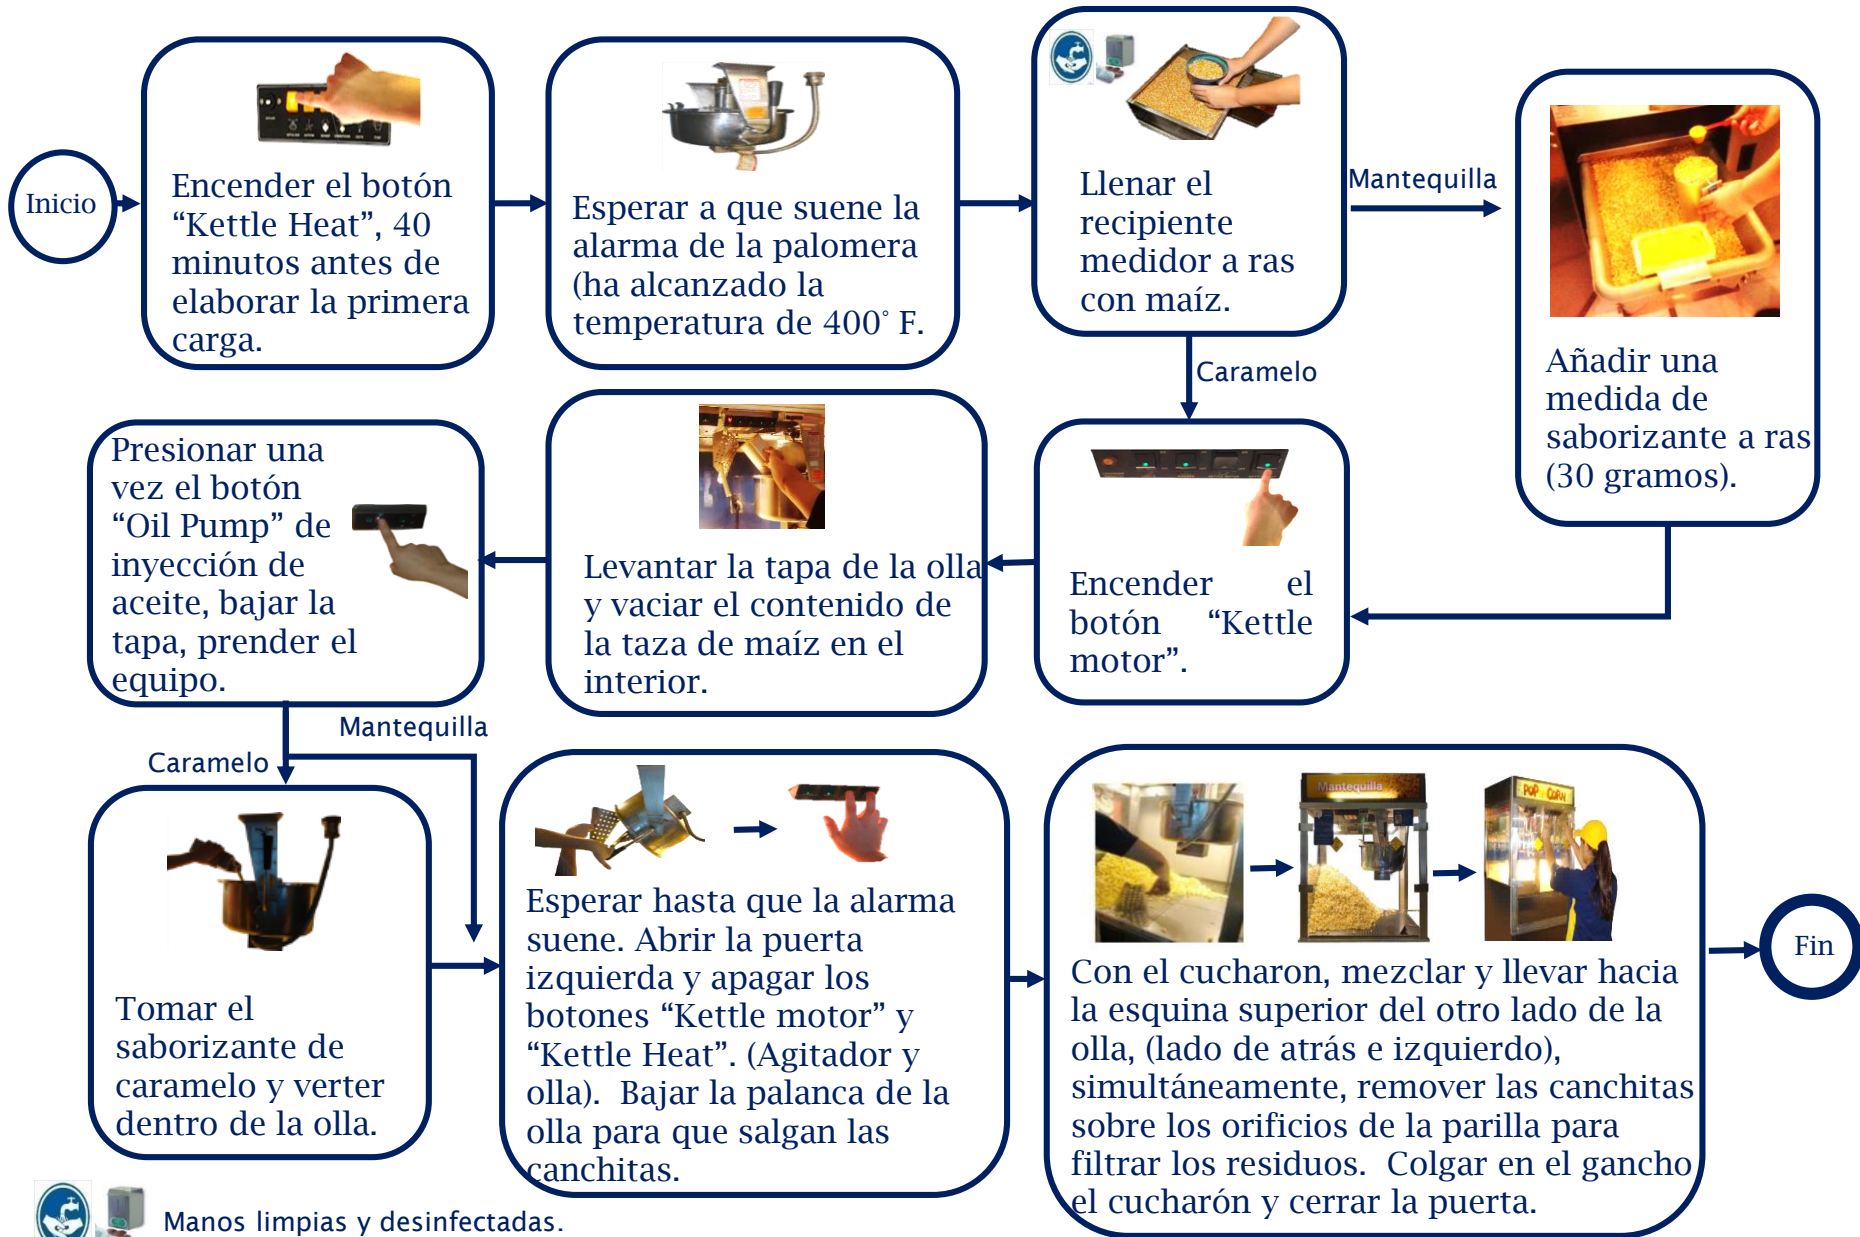 Inicio
Encender el botón
“Kettle Heat”, 40
minutos antes de
elaborar la primera
carga.
Esperar a que suene la
alarma de la palomera
(ha alcanzado la
temperatura de 400° F.
Llenar el
recipiente
medidor a ras
con maíz.
Mantequilla
Añadir una
medida de
saborizante a ras
(30 gramos).
Caramelo
Encender el
botón “Kettle
motor”.
Levantar la tapa de la olla
y vaciar el contenido de
la taza de maíz en el
interior.
Presionar una
vez el botón
“Oil Pump” de
inyección de
aceite, bajar la
tapa, prender el
equipo.
Mantequilla
Caramelo
Tomar el
saborizante de
caramelo y verter
dentro de la olla.
Esperar hasta que la alarma
suene. Abrir la puerta
izquierda y apagar los
botones “Kettle motor” y
“Kettle Heat”. (Agitador y
olla). Bajar la palanca de la
olla para que salgan las
canchitas.
Mantequilla
POP CORN
Con el cucharon, mezclar y llevar hacia
la esquina superior del otro lado de la
olla, (lado de atrás e izquierdo),
simultáneamente, remover las canchitas
sobre los orificios de la parilla para
filtrar los residuos. Colgar en el gancho
el cucharón y cerrar la puerta.
Fin
Manos limpias y desinfectadas.